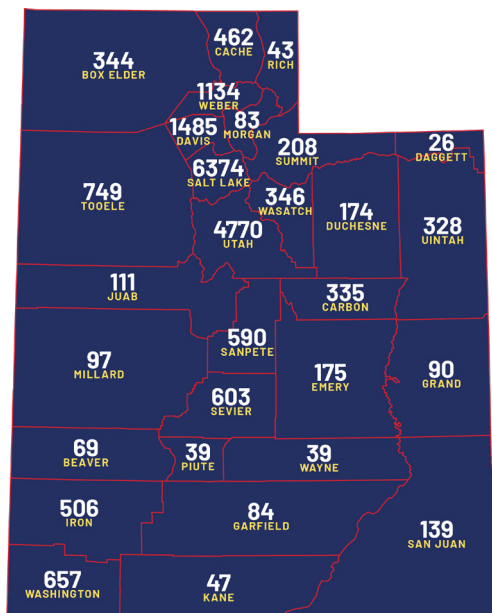 462
CACHE
43
RICH
344
BOX ELDER
1134
WEBER
1485
DAVIS
83
MORGAN
208
SUMMIT
26
DAGGETT
6374
SALT LAKE
749
TOOELE
346
WASATCH
174
DUCHESNE
328
UINTAH
4770
UTAH
111
JUAB
335
CARBON
590
SANPETE
97
MILLARD
175
EMERY
90
GRAND
603
SEVIER
69
BEAVER
39
PIUTE
39
WAYNE
506
IRON
84
GARFIELD
139
SAN JUAN
657
WASHINGTON
47
KANE